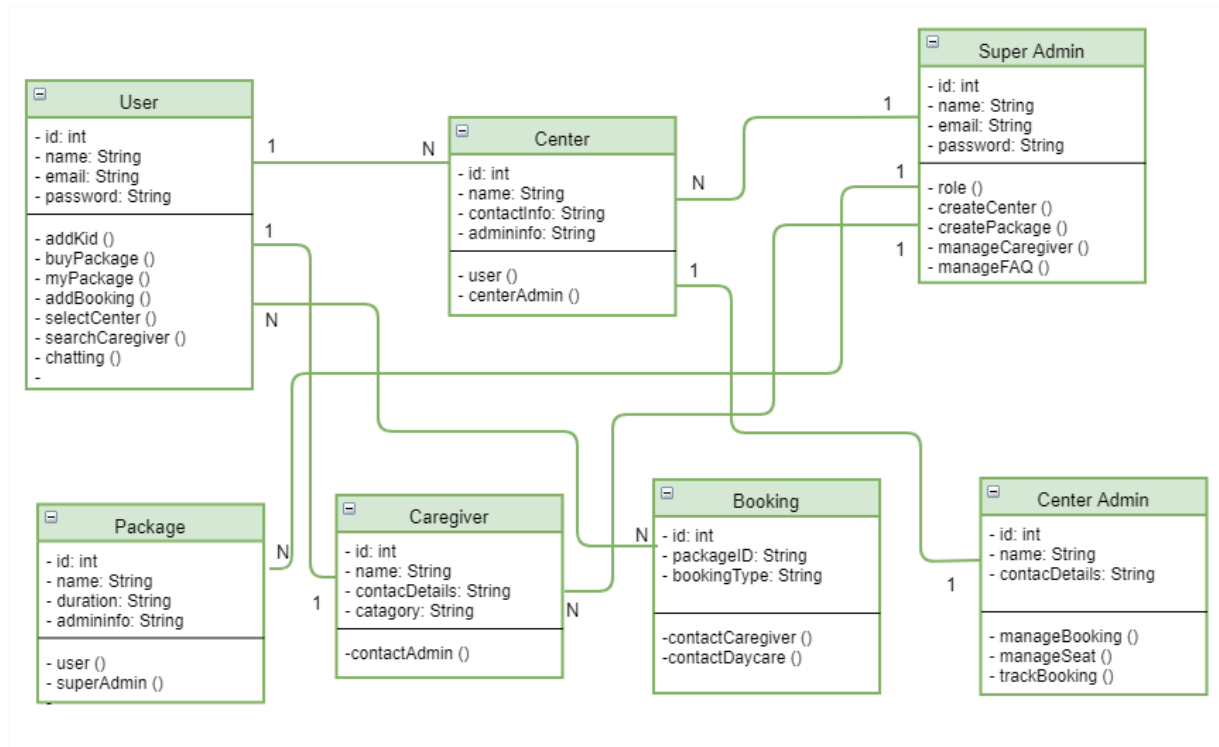 User
- id: int
- name: String
- email: String
- password: String
- addKid ()
- buyPackage ()
- myPackage ()
- addBooking ()
- selectCenter ()
- searchCaregiver ()
- chatting ()
-
1
N
1
N
Center
- id: int
- name: String
- contactInfo: String
- admininfo: String
- user ()
- centerAdmin ()
N
1
1
1
1
Super Admin
- id: int
- name: String
- email: String
- password: String
- role ()
- createCenter ()
- createPackage ()
- manageCaregiver ()
- manageFAQ ()
Package
- id: int
- name: String
- duration: String
- admininfo: String
- user ()
- superAdmin ()
-
N
1
Caregiver
- id: int
- name: String
- contacDetails: String
- catagory: String
-contactAdmin ()
N
N
Booking
- id: int
- packageID: String
- bookingType: String
-contactCaregiver ()
-contactDaycare ()
1
Center Admin
- id: int
- name: String
- contacDetails: String
- manageBooking ()
- manageSeat ()
- trackBooking ()